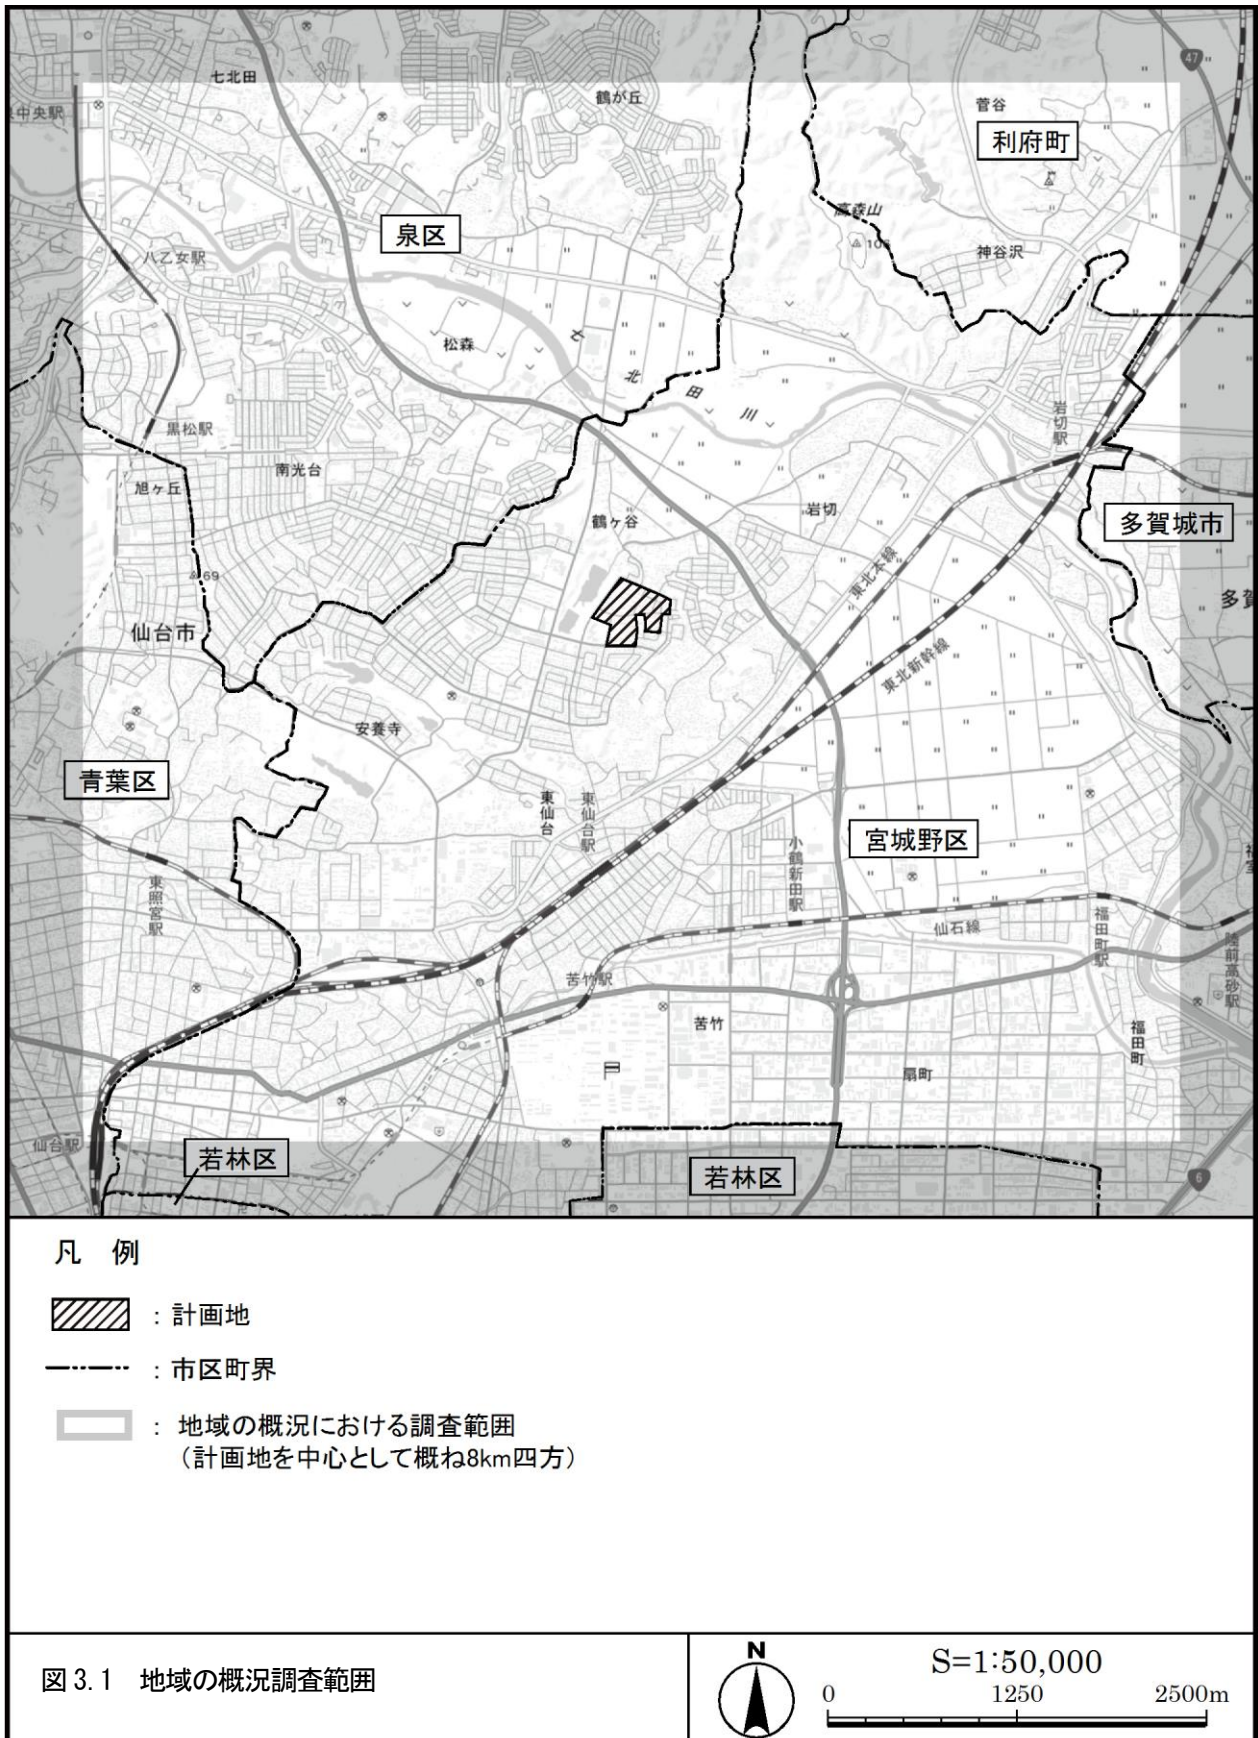 47
七北田
鶴が丘
菅谷
中央駅
利府町
高森山
泉区
神谷沢
八乙女駅
松森
七北田川
岩切駅
黒松駅
南光台
旭ヶ丘
岩切
鶴ヶ谷
多賀城市
東北本線
69
多賀
仙台市
東北新幹線
安養寺
青葉区
東仙台
東仙台駅
小鶴新田駅
宮城野区
東照宮駅
福田町駅
仙石線
陸前高砂駅
苦竹駅
苦竹
福田町
扇町
仙台駅
若林区
若林区
6
凡 例
：計画地
：市区町界
：地域の概況における調査範囲
（計画地を中心として概ね8km四方）
図 3.1 地域の概況調査範囲
N
S=1:50,000
0 1250 2500m